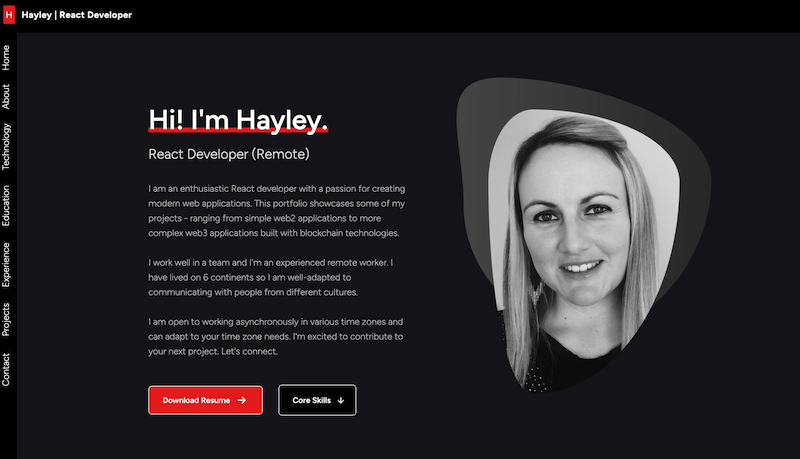 H Hayley | React Developer
Home
About
Technology
Education
Experience
Projects
Contact
Hi! I'm Hayley.
React Developer (Remote)
I am an enthusiastic React developer with a passion for creating
modern web applications. This portfolio showcases some of my
projects - ranging from simple web2 applications to more
complex web3 applications built with blockchain technologies.
I work well in a team and I'm an experienced remote worker. I
have lived on 6 continents so I am well-adapted to
communicating with people from different cultures.
I am open to working asynchronously in various time zones and
can adapt to your time zone needs. I'm excited to contribute to
your next project. Let's connect.
Download Resume →
Core Skills ↓